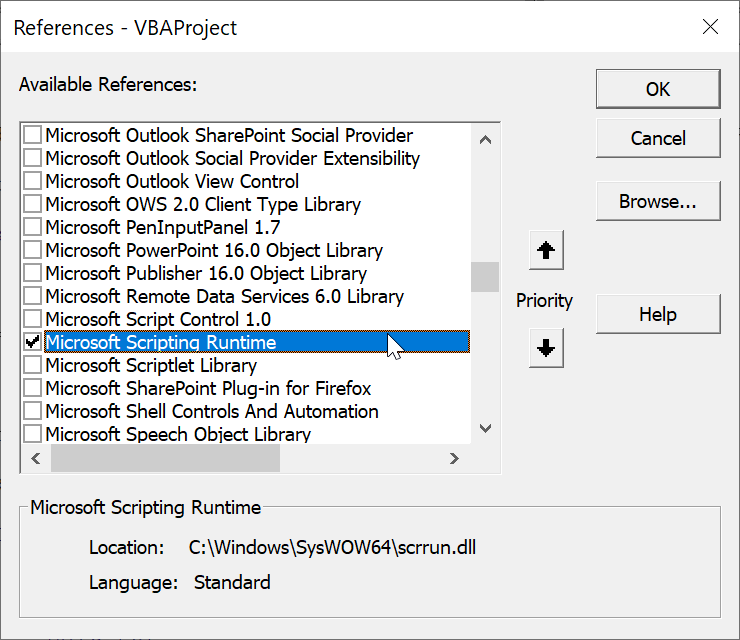 References - VBAProject
Available References:
OK
Cancel
Browse...
Help
Microsoft Outlook SharePoint Social Provider
Microsoft Outlook Social Provider Extensibility
Microsoft Outlook View Control
Microsoft OWS 2.0 Client Type Library
Microsoft PenInputPanel 1.7
Microsoft PowerPoint 16.0 Object Library
Microsoft Publisher 16.0 Object Library
Microsoft Remote Data Services 6.0 Library
Microsoft Script Control 1.0
Microsoft Scripting Runtime
Microsoft Scriptlet Library
Microsoft SharePoint Plug-in for Firefox
Microsoft Shell Controls And Automation
Microsoft Speech Object Library
Priority
Microsoft Scripting Runtime
Location: C:\Windows\SysWOW64\scrrun.dll
Language: Standard